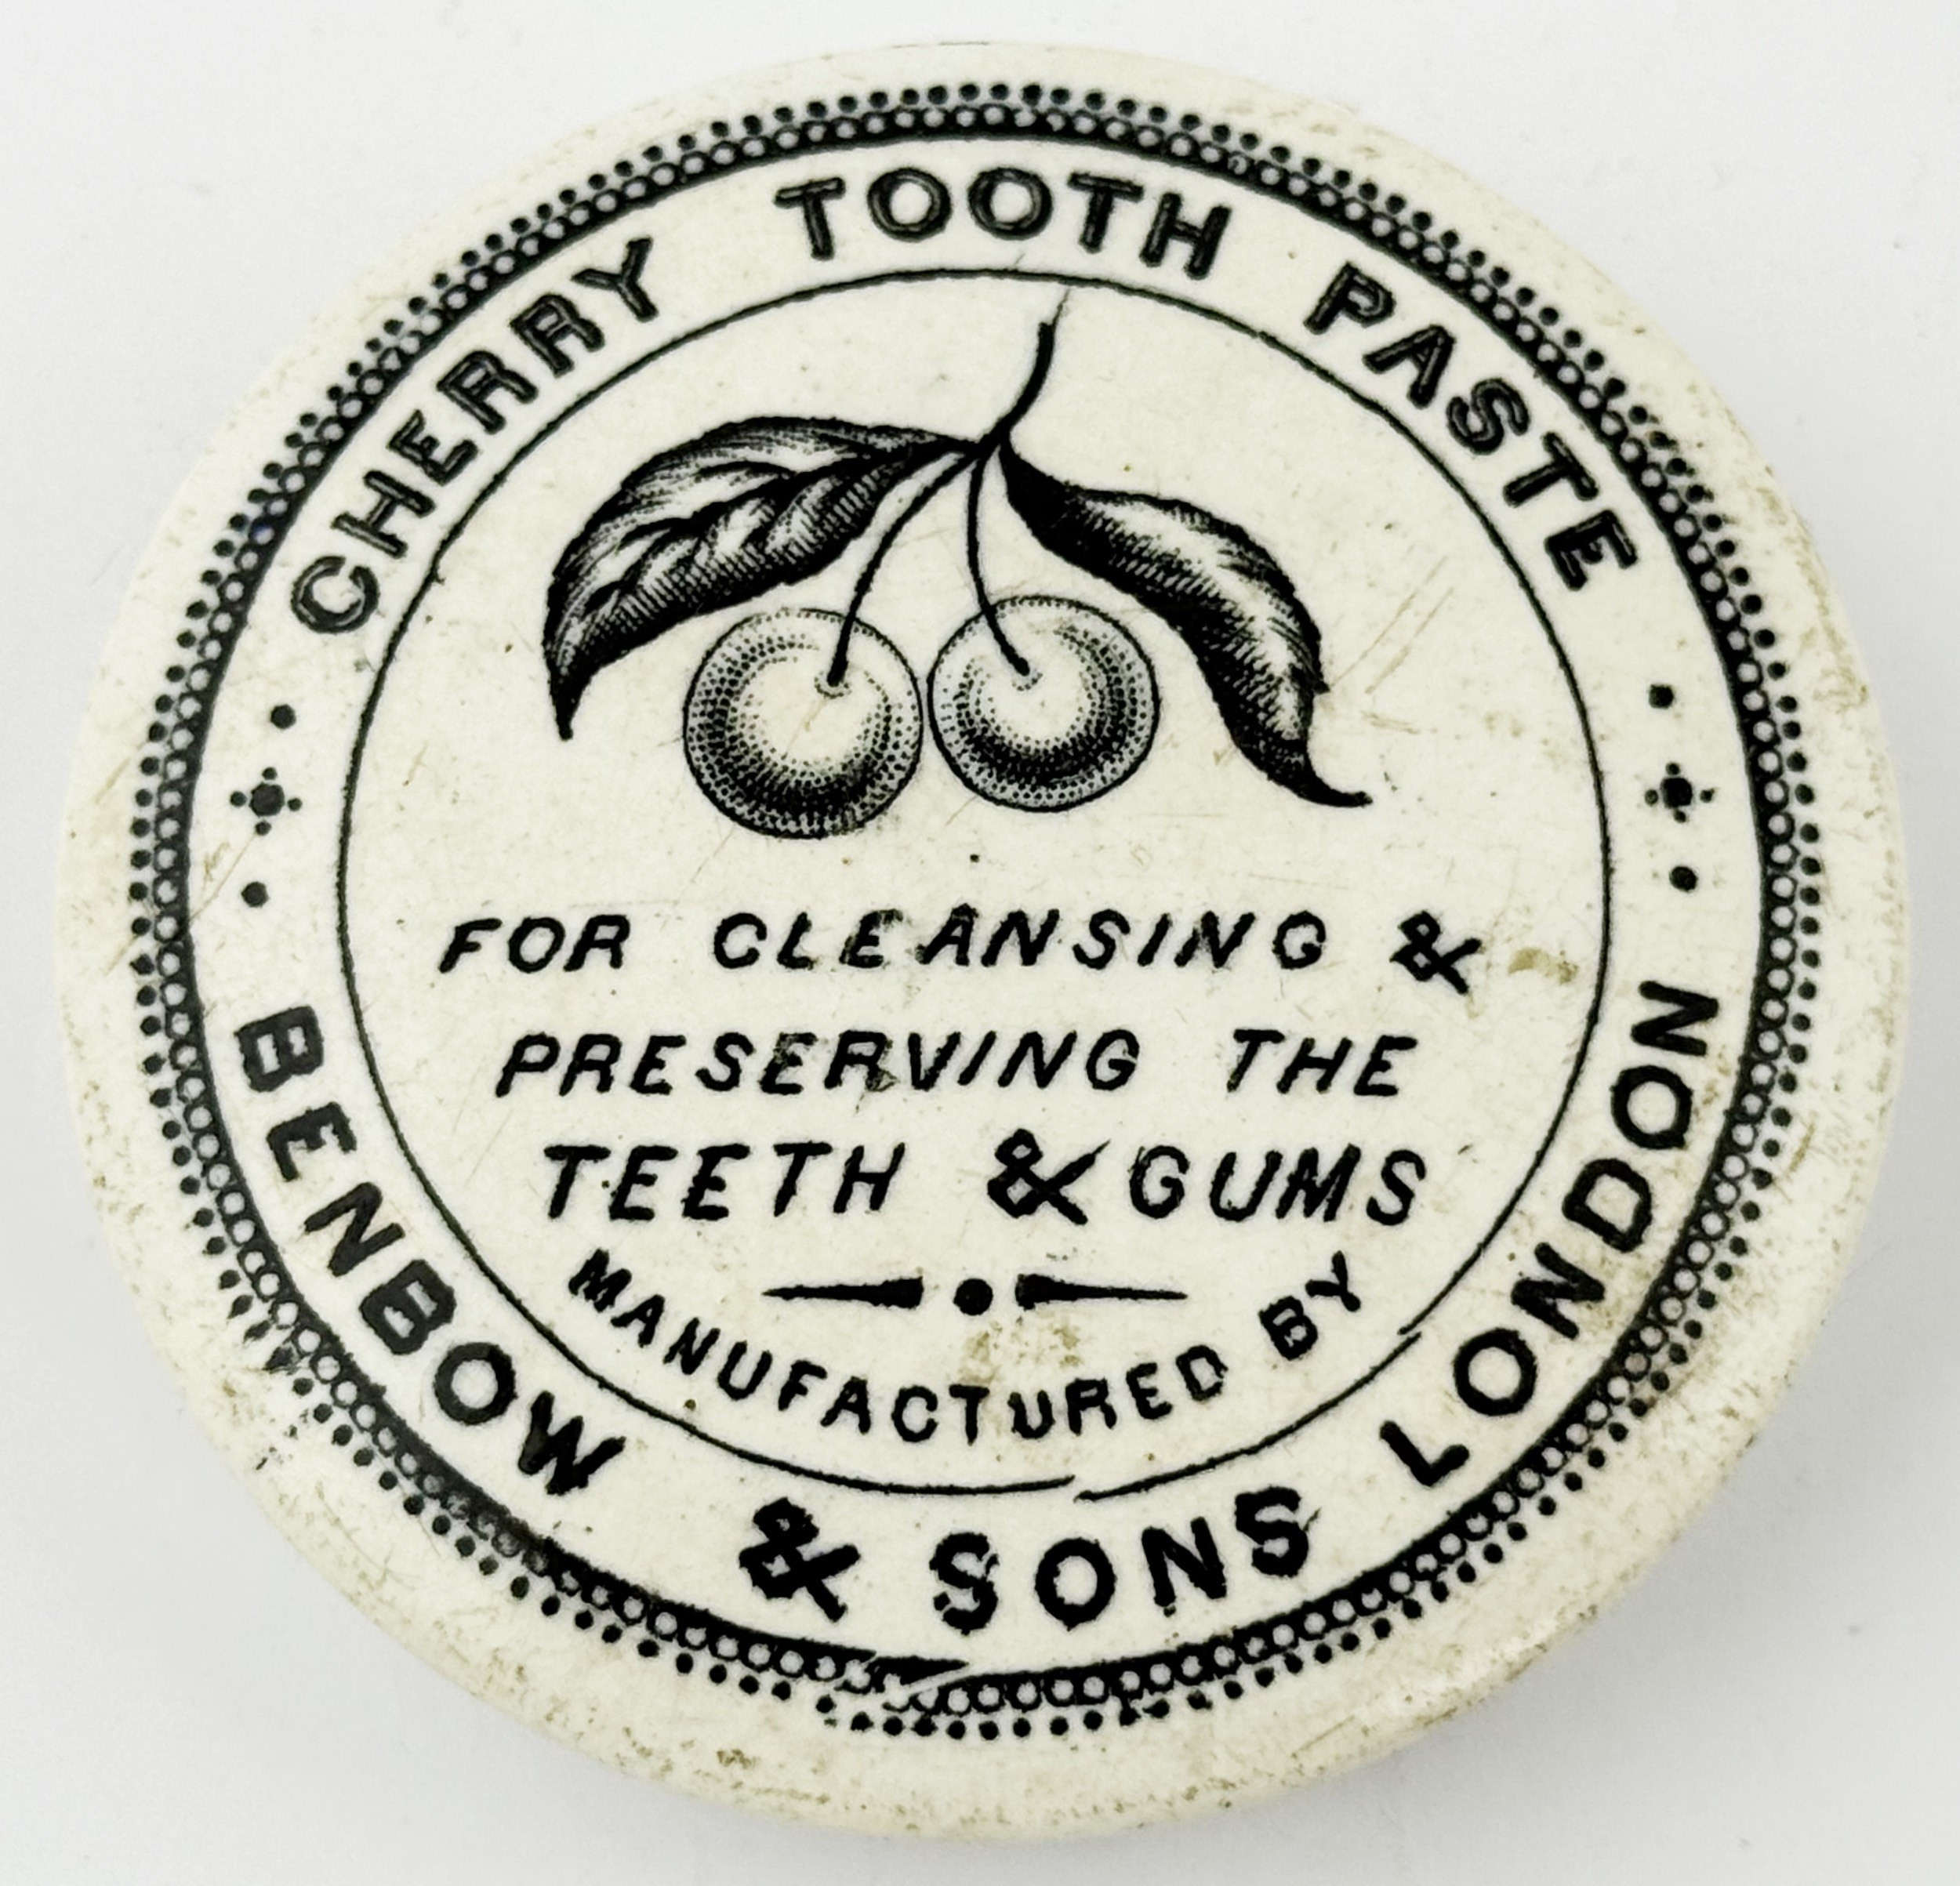 CHERRY TOOTH PASTE
FOR CLEANSING &
PRESERVING THE
TEETH & GUMS
MANUFACTURED BY
BENBOW & SONS LONDON